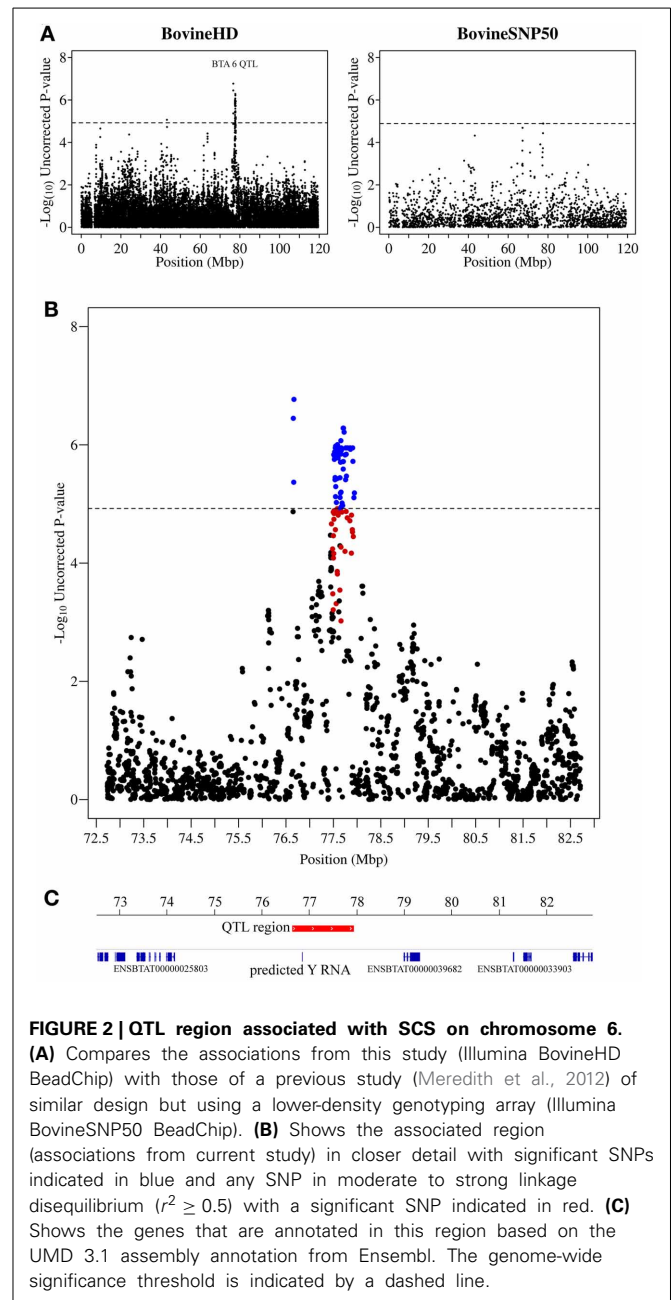 A
BovineHD
BovineSNP50
-Log(10) Uncorrected P-value
8
6
4
2
0
BTA 6 QTL
0 20 40 60 80 100 120
Position (Mbp)
-Log(10) Uncorrected P-value
8
6
4
2
0
0 20 40 60 80 100 120
Position (Mbp)
B
-Log10 Uncorrected P-value
8
6
4
2
0
72.5 73.5 74.5 75.5 76.5 77.5 78.5 79.5 80.5 81.5 82.5
Position (Mbp)
C
73 74 75 76 77 78 79 80 81 82
QTL region
ENSBTAT00000025803 predicted Y RNA ENSBTAT00000039682 ENSBTAT00000033903
FIGURE 2 | QTL region associated with SCS on chromosome 6.
(A) Compares the associations from this study (Illumina BovineHD
BeadChip) with those of a previous study (Meredith et al., 2012) of
similar design but using a lower-density genotyping array (Illumina
BovineSNP50 BeadChip). (B) Shows the associated region
(associations from current study) in closer detail with significant SNPs
indicated in blue and any SNP in moderate to strong linkage
disequilibrium (r² ≥ 0.5) with a significant SNP indicated in red. (C)
Shows the genes that are annotated in this region based on the
UMD 3.1 assembly annotation from Ensembl. The genome-wide
significance threshold is indicated by a dashed line.